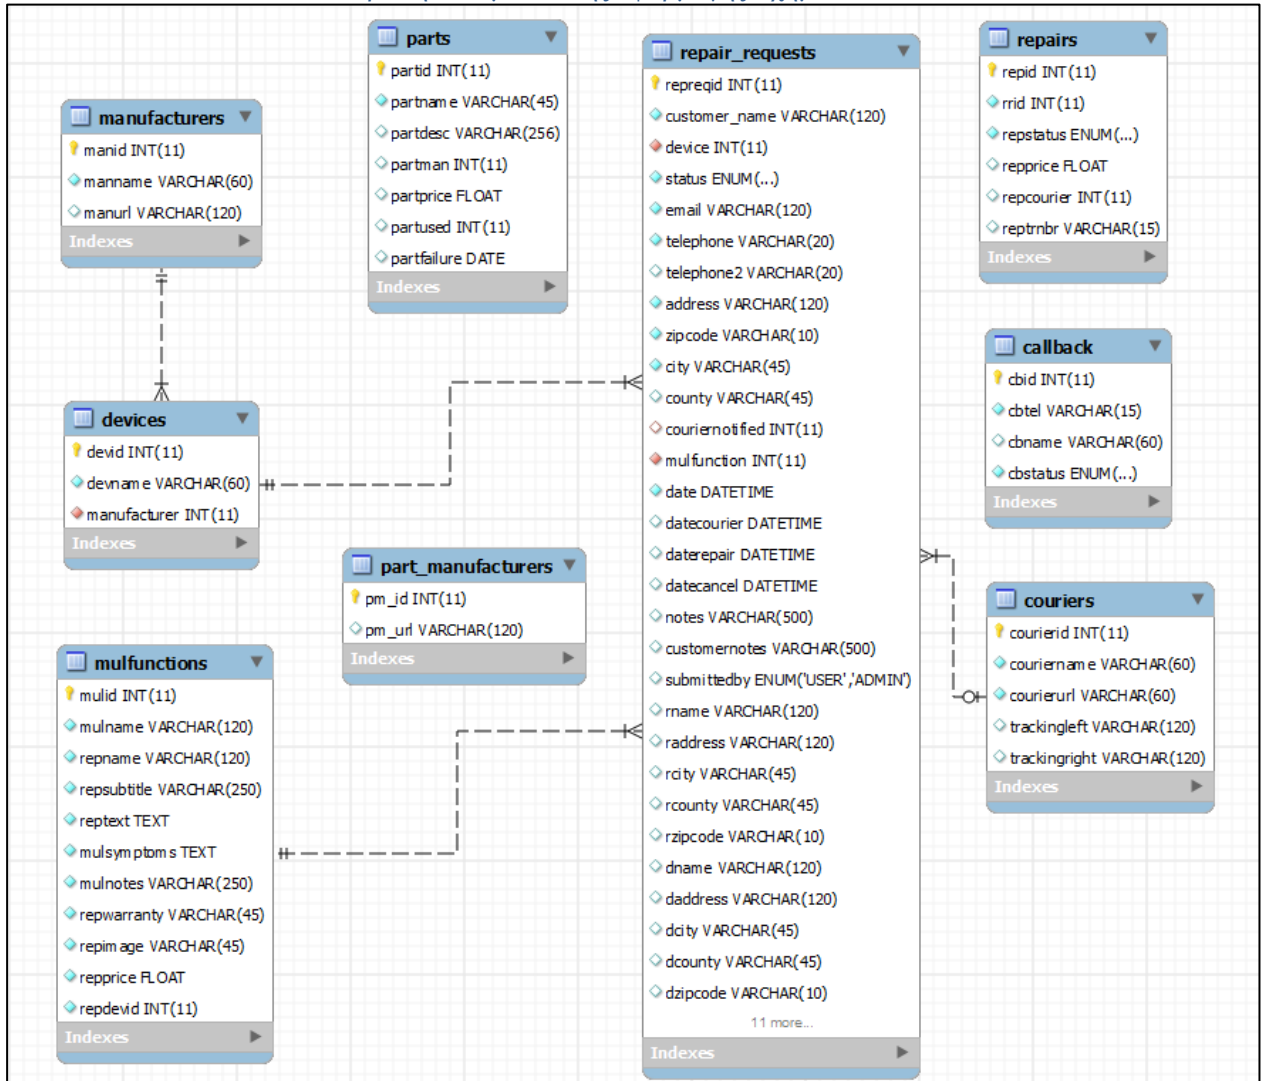 parts
partid INT(11)
partname VARCHAR(45)
partdesc VARCHAR(256)
partman INT(11)
partprice FLOAT
partused INT(11)
partfailure DATE
Indexes
manufacturers
manid INT(11)
manname VARCHAR(60)
manurl VARCHAR(120)
Indexes
devices
devid INT(11)
devname VARCHAR(60)
manufacturer INT(11)
Indexes
part_manufacturers
pm_id INT(11)
pm_url VARCHAR(120)
Indexes
mulfunctions
mulid INT(11)
mulname VARCHAR(120)
repname VARCHAR(120)
repsubtitle VARCHAR(250)
reptext TEXT
mulsymptoms TEXT
mulnotes VARCHAR(250)
repwarranty VARCHAR(45)
repimage VARCHAR(45)
repprice FLOAT
repdevid INT(11)
Indexes
repair_requests
repreqid INT(11)
customer_name VARCHAR(120)
device INT(11)
status ENUM(...)
email VARCHAR(120)
telephone VARCHAR(20)
telephone2 VARCHAR(20)
address VARCHAR(120)
zipcode VARCHAR(10)
city VARCHAR(45)
county VARCHAR(45)
couriernotified INT(11)
mulfunction INT(11)
date DATETIME
datecourier DATETIME
daterepair DATETIME
datecancel DATETIME
notes VARCHAR(500)
customernotes VARCHAR(500)
submittedby ENUM('USER','ADMIN')
rname VARCHAR(120)
raddress VARCHAR(120)
rcity VARCHAR(45)
rcounty VARCHAR(45)
rzipcode VARCHAR(10)
dname VARCHAR(120)
daddress VARCHAR(120)
dcity VARCHAR(45)
dcounty VARCHAR(45)
dzipcode VARCHAR(10)
11 more...
Indexes
repairs
repid INT(11)
rrid INT(11)
repstatus ENUM(...)
repprice FLOAT
repcourier INT(11)
reptrnbr VARCHAR(15)
Indexes
callback
cbid INT(11)
cbtel VARCHAR(15)
cbname VARCHAR(60)
cbstatus ENUM(...)
Indexes
couriers
courierid INT(11)
couriername VARCHAR(60)
courierurl VARCHAR(60)
trackingleft VARCHAR(120)
trackingright VARCHAR(120)
Indexes